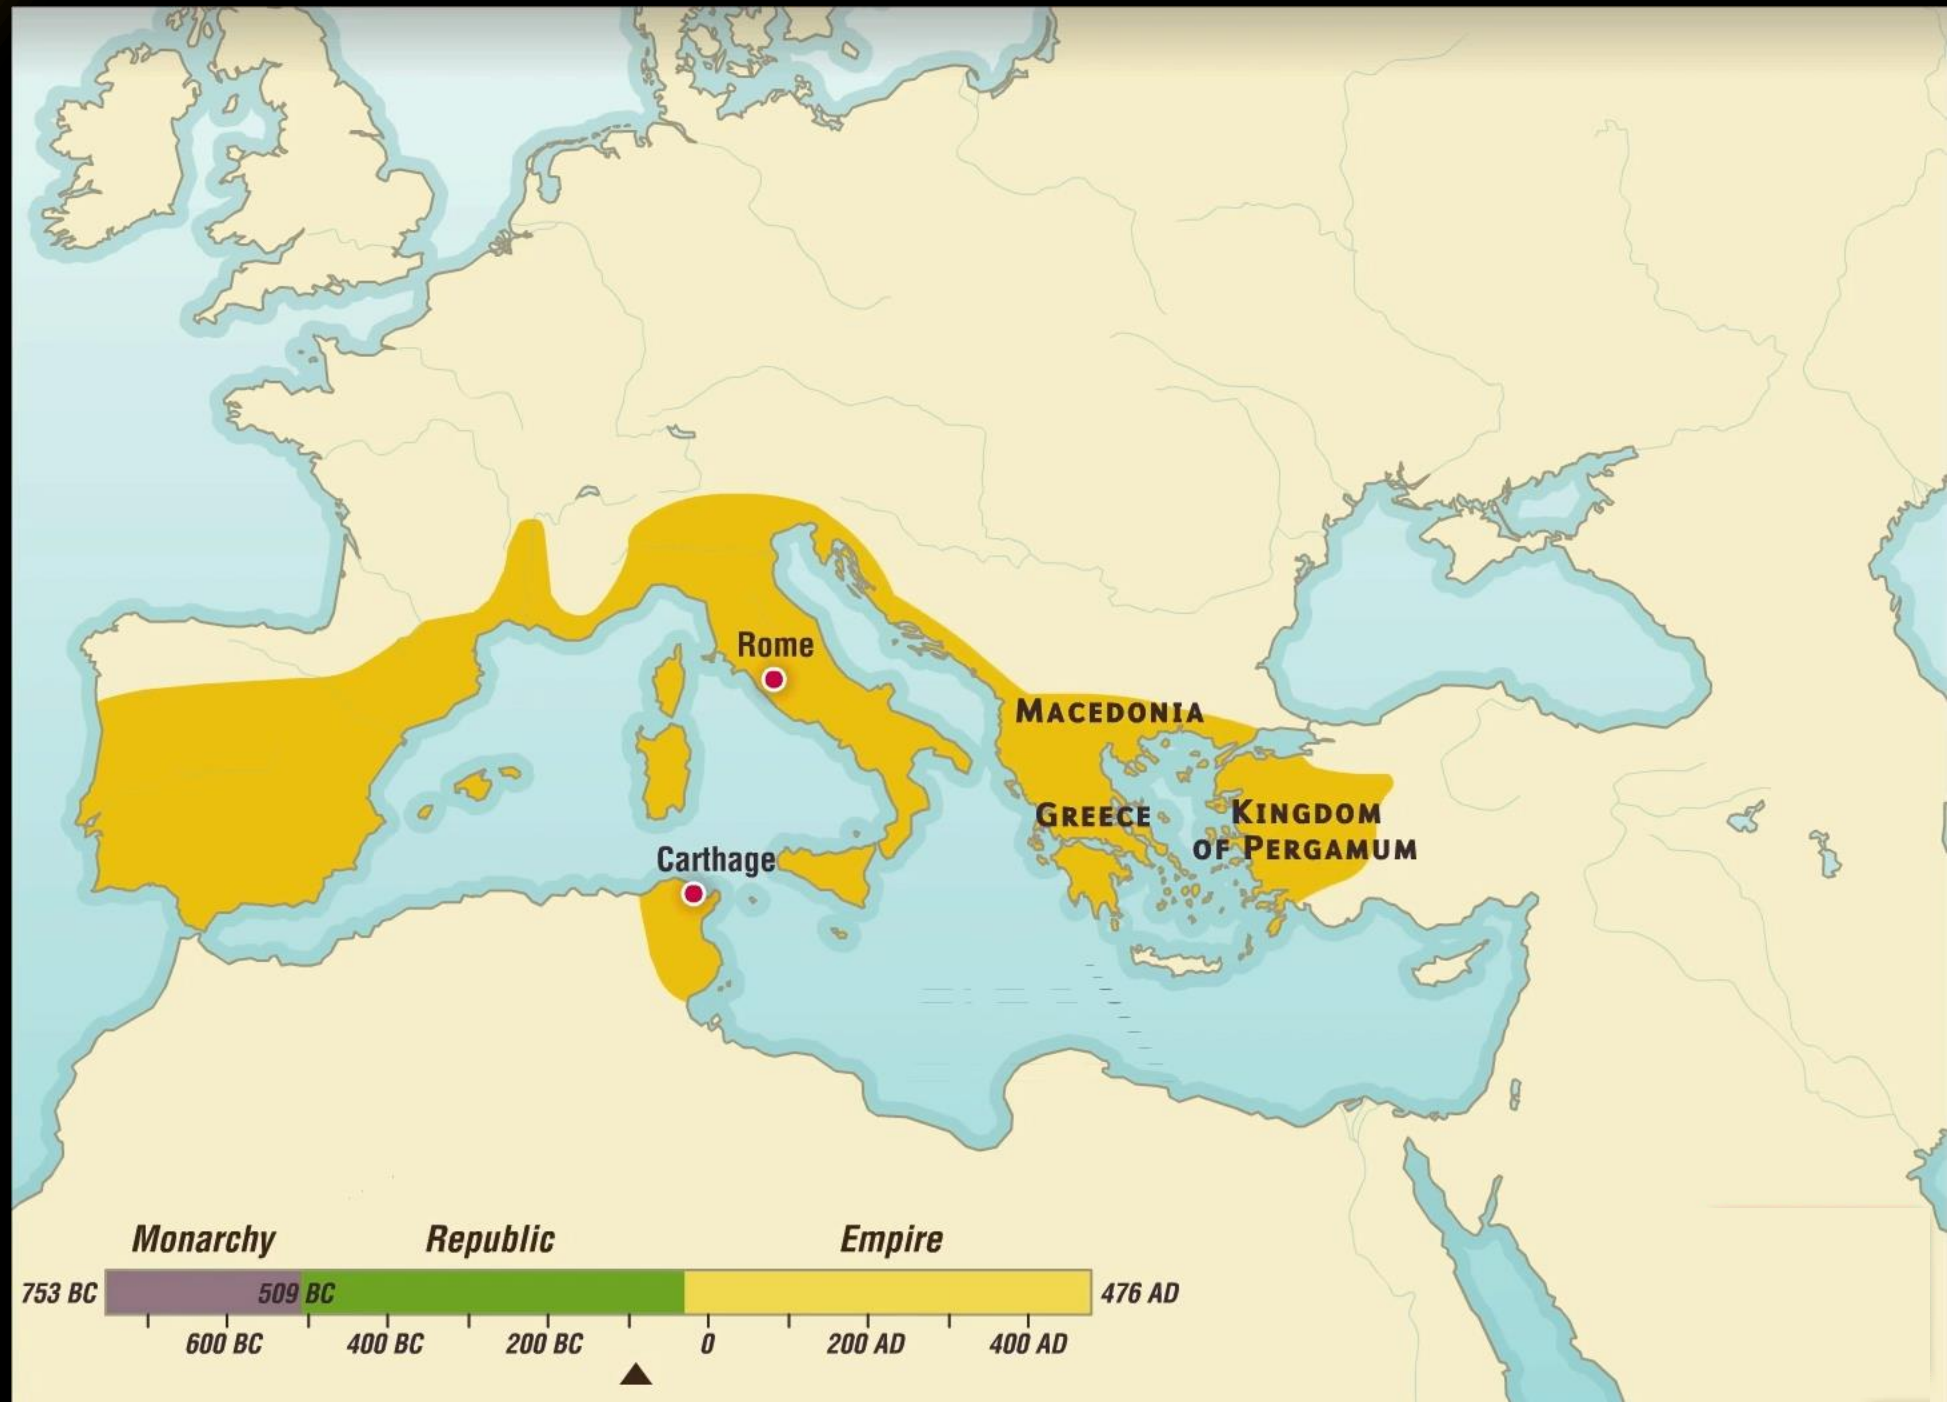 Rome
MACEDONIA
GREECE
KINGDOM
OF PERGAMUM
Carthage
Monarchy Republic Empire
753 BC 509 BC 476 AD
600 BC 400 BC 200 BC 0 200 AD 400 AD